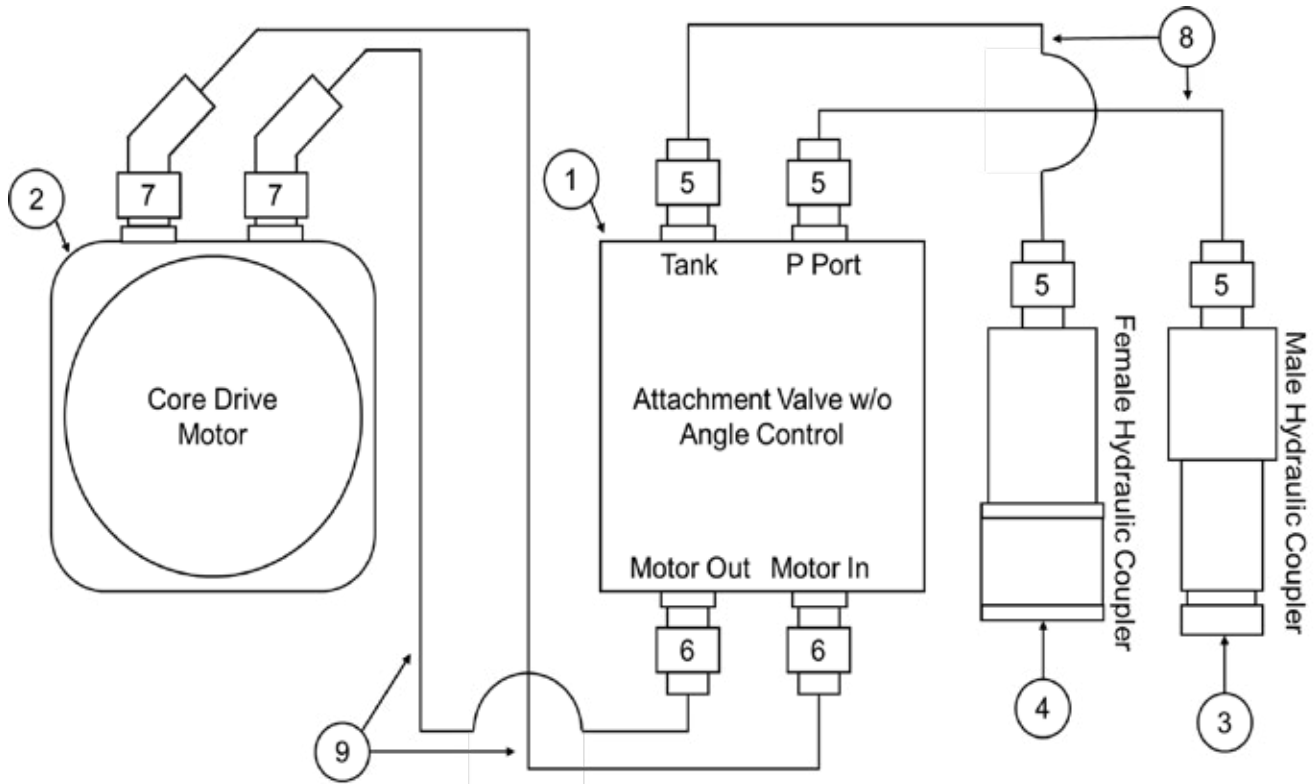 8
7
7
5
5
2
1
Tank
P Port
5
5
Core Drive
Motor
Attachment Valve w/o
Angle Control
Female Hydraulic Coupler
Male Hydraulic Coupler
Motor Out
Motor In
6
6
9
4
3